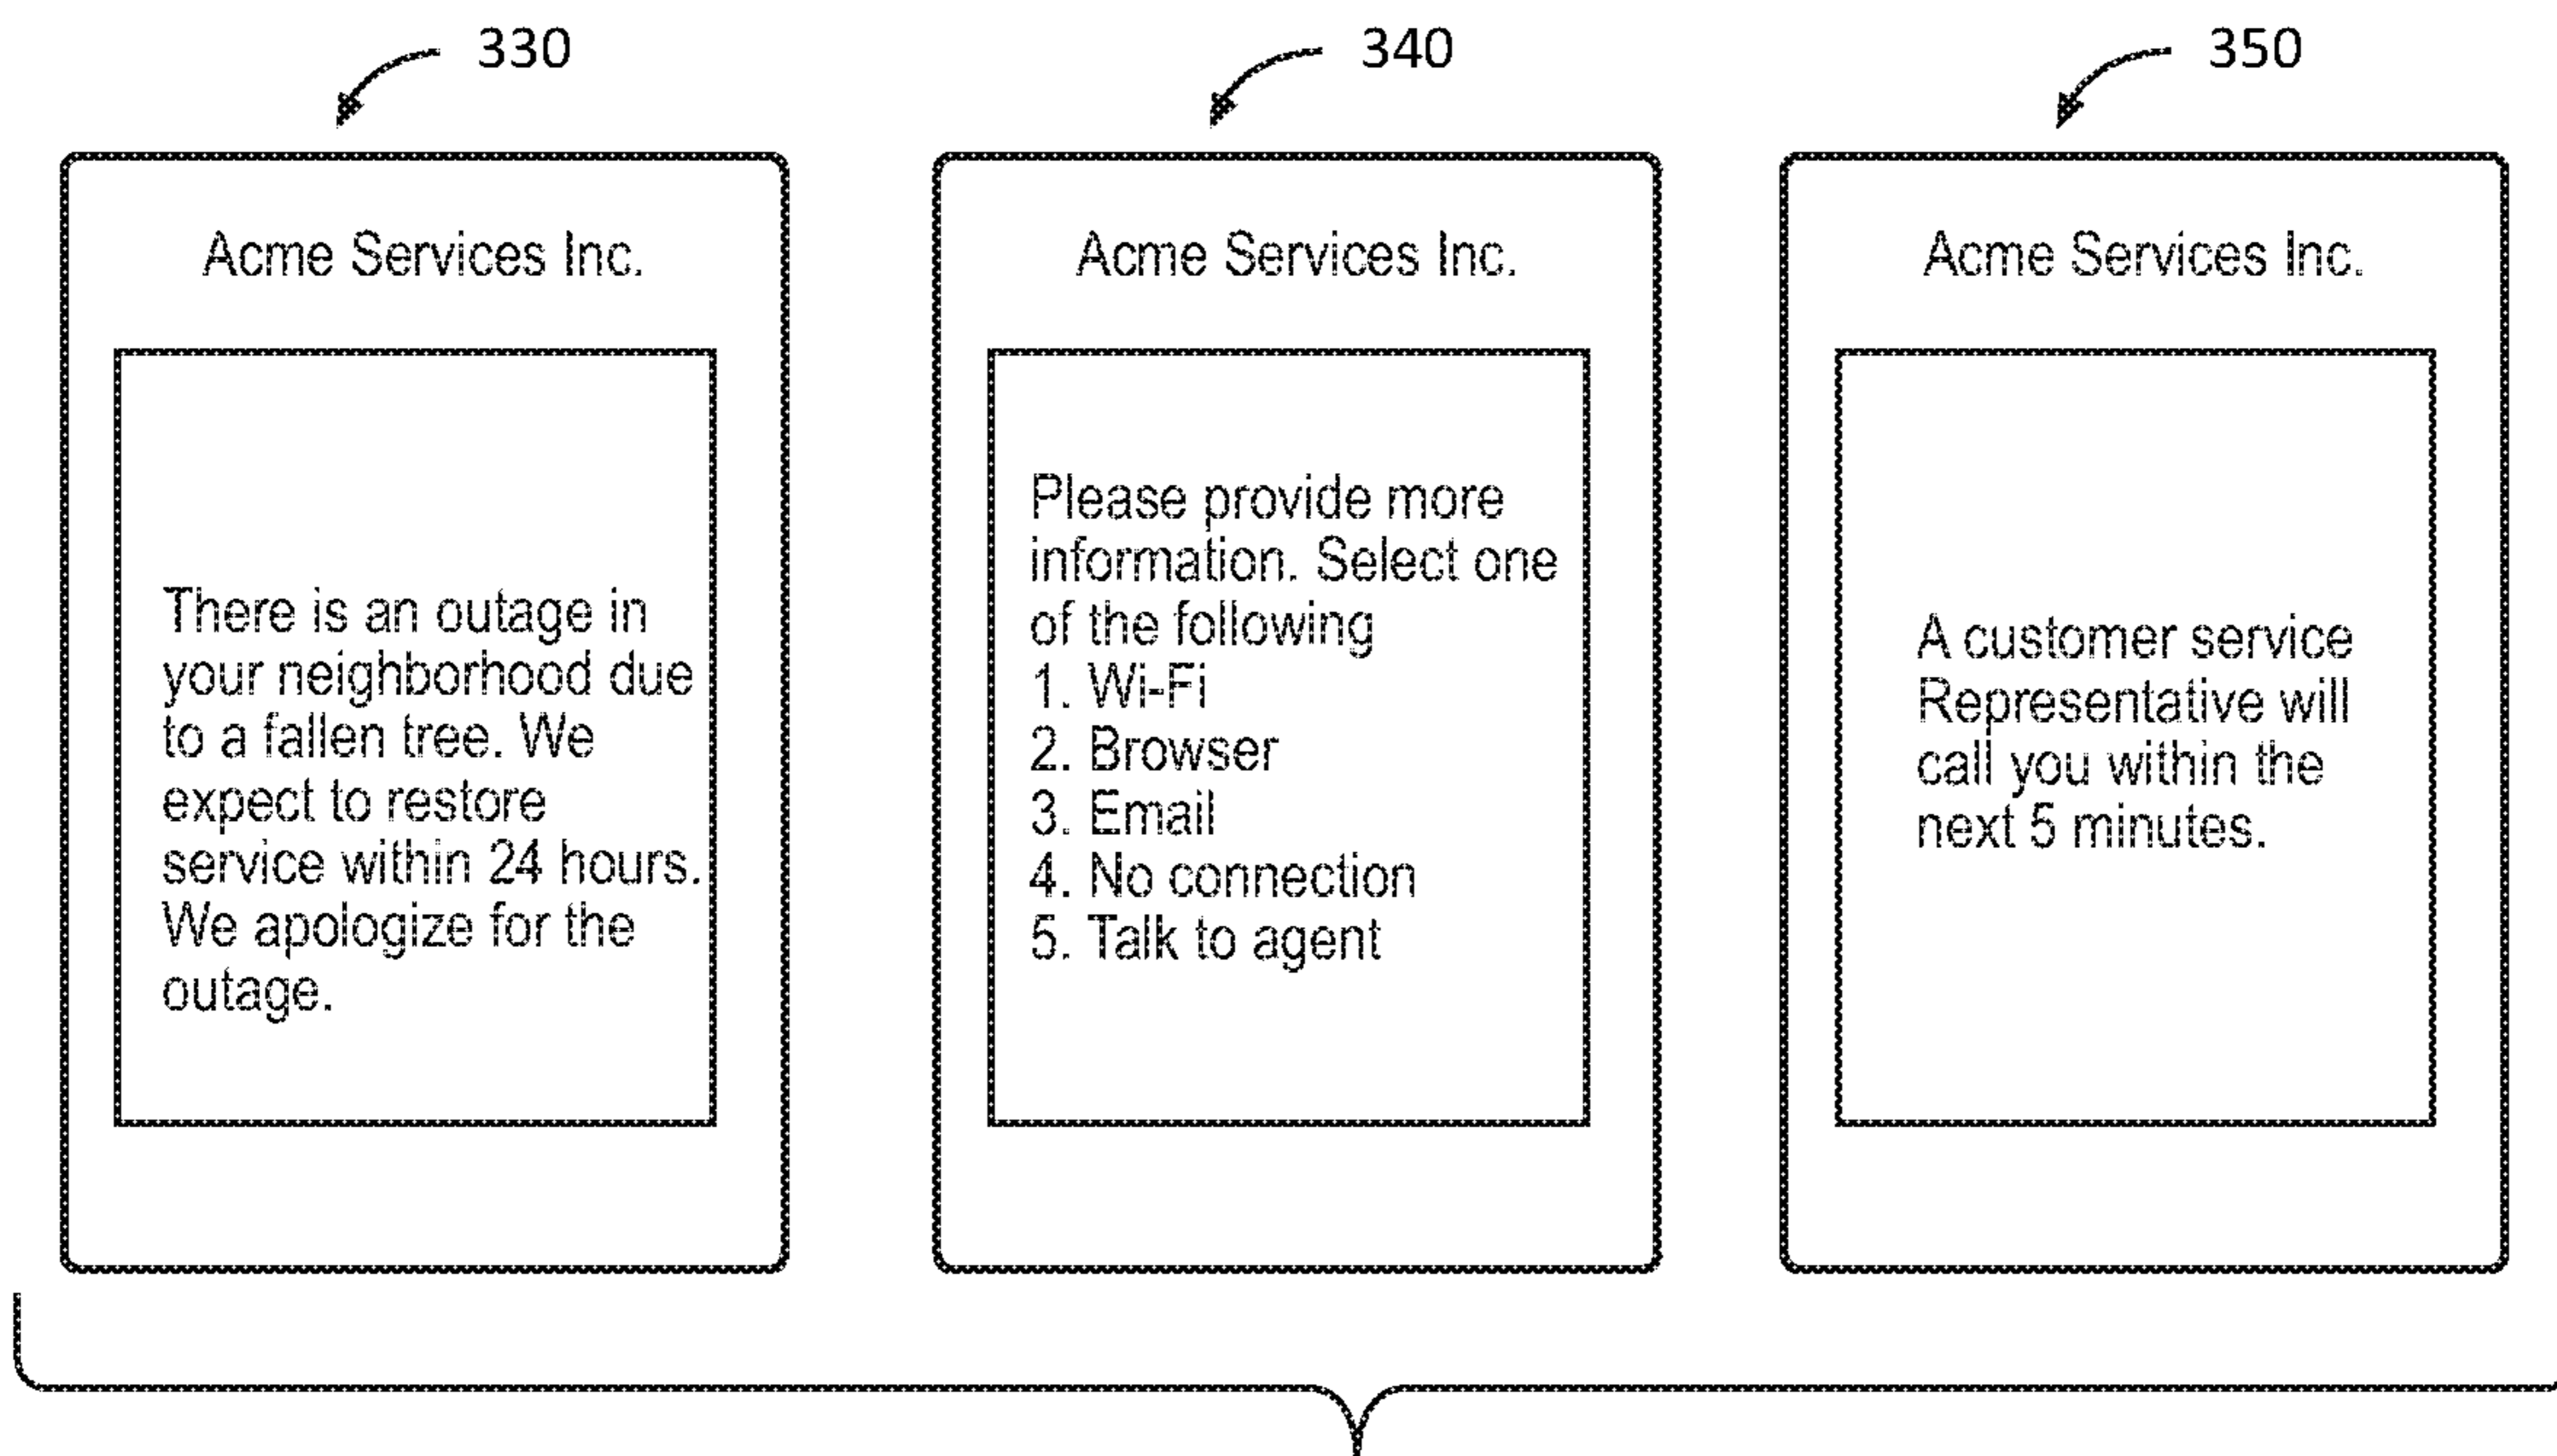 330
340
350
Acme Services Inc.
There is an outage in
your neighborhood due
to a fallen tree. We
expect to restore
service within 24 hours.
We apologize for the
outage.
Acme Services Inc.
Please provide more
information. Select one
of the following
1. Wi-Fi
2. Browser
3. Email
4. No connection
5. Talk to agent
Acme Services Inc.
A customer service
Representative will
call you within the
next 5 minutes.